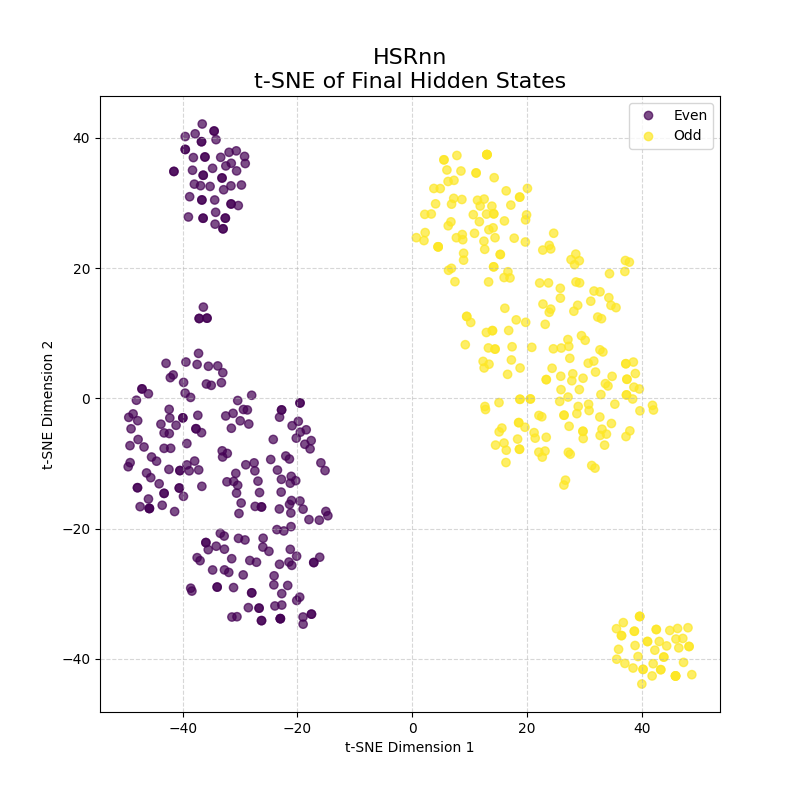 HSRnn
t-SNE of Final Hidden States
Even
Odd
40
20
0
−20
−40
t-SNE Dimension 2
−40
−20
0
20
40
t-SNE Dimension 1